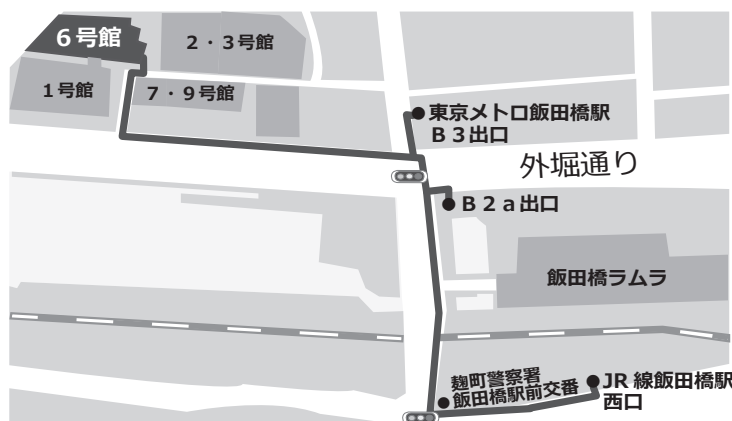 6号館
2・3号館
1号館
7・9号館
東京メトロ飯田橋駅
B3出口
外堀通り
B2a出口
飯田橋ラムラ
麹町警察署
飯田橋駅前交番
JR線飯田橋駅
西口